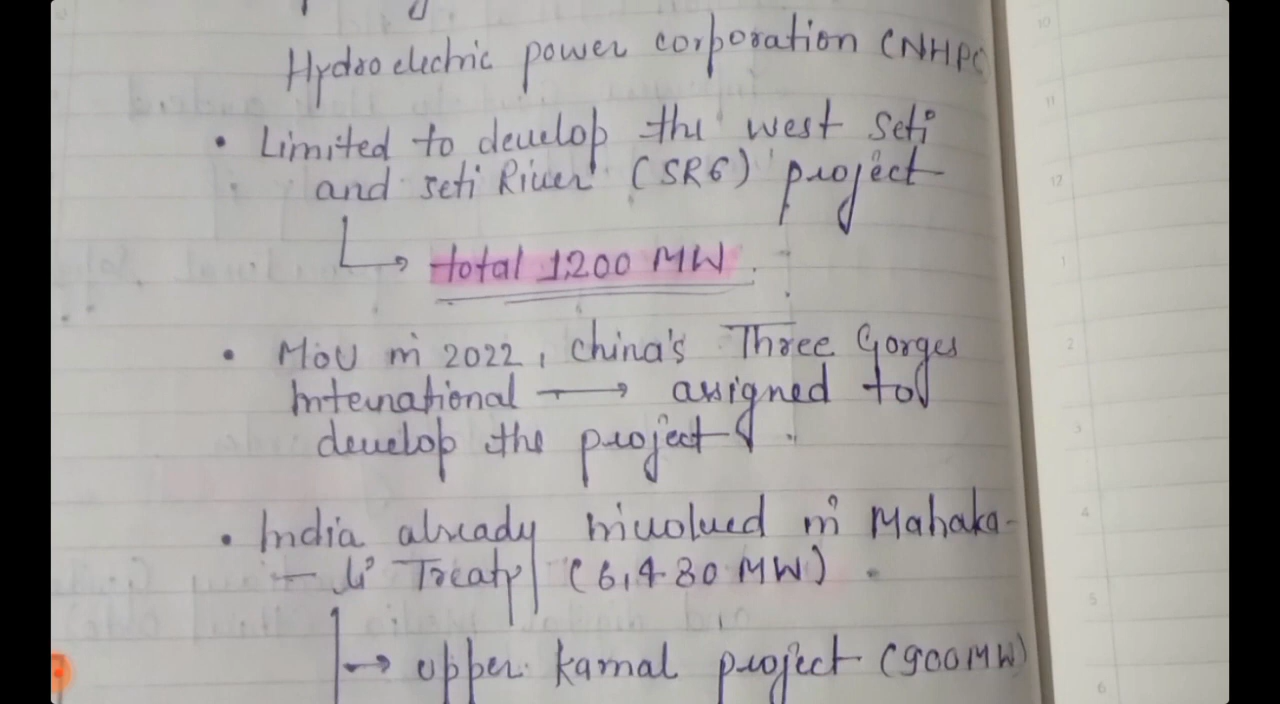 Hydroelectric power corporation (NHPC
• Limited to develop the west seti
and seti River (SR6) project
↳ total 1200 MW.
• MOU in 2022, China's Three Gorges
International → assigned to
develop the project.
• India already involved in Mahaka-
- li Treaty (6,480 MW).
→ upper karnal project (900MW)